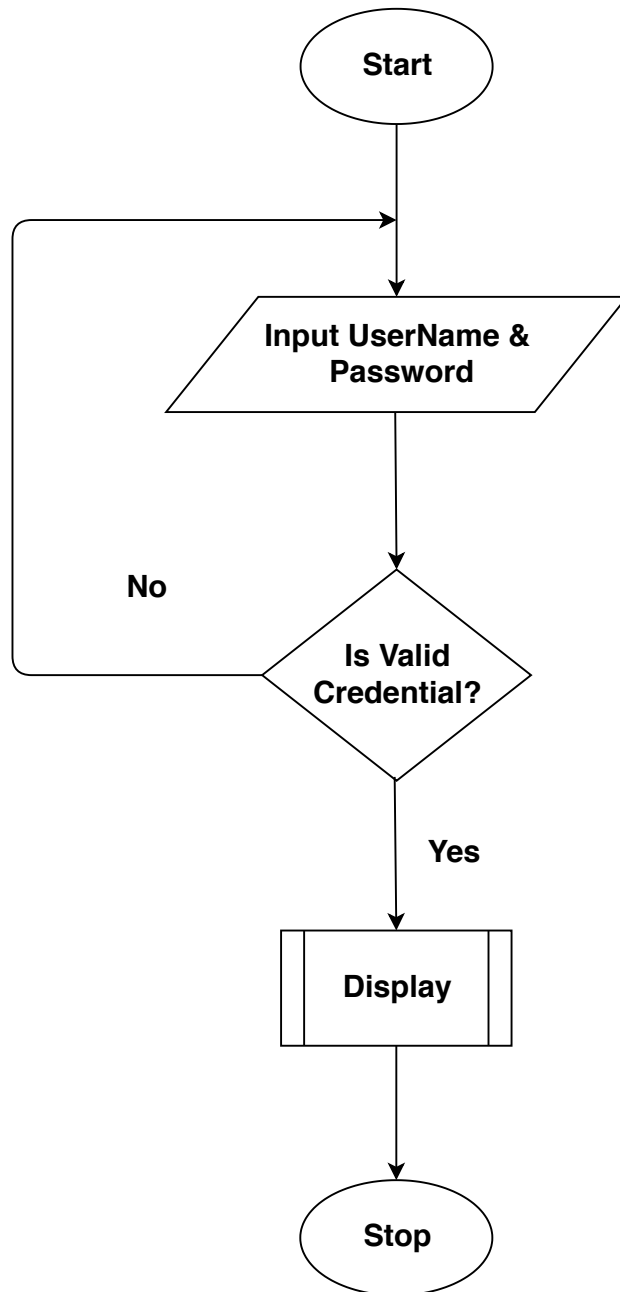 Start
Input UserName &
Password
No
Is Valid
Credential?
Yes
Display
Stop